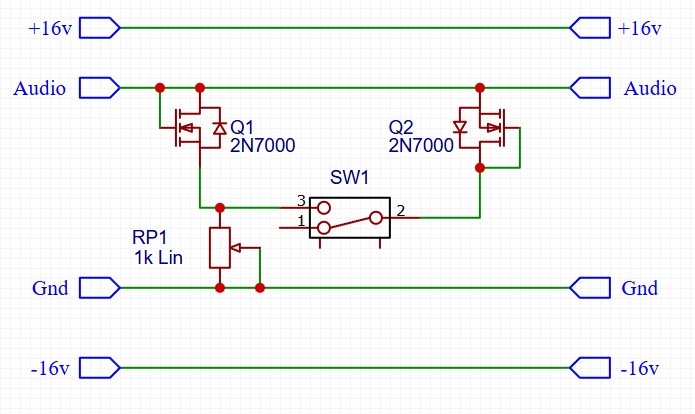 +16v
+16v
Audio
Audio
Q1
2N7000
Q2
2N7000
SW1
3
1
2
RP1
1k Lin
Gnd
Gnd
-16v
-16v